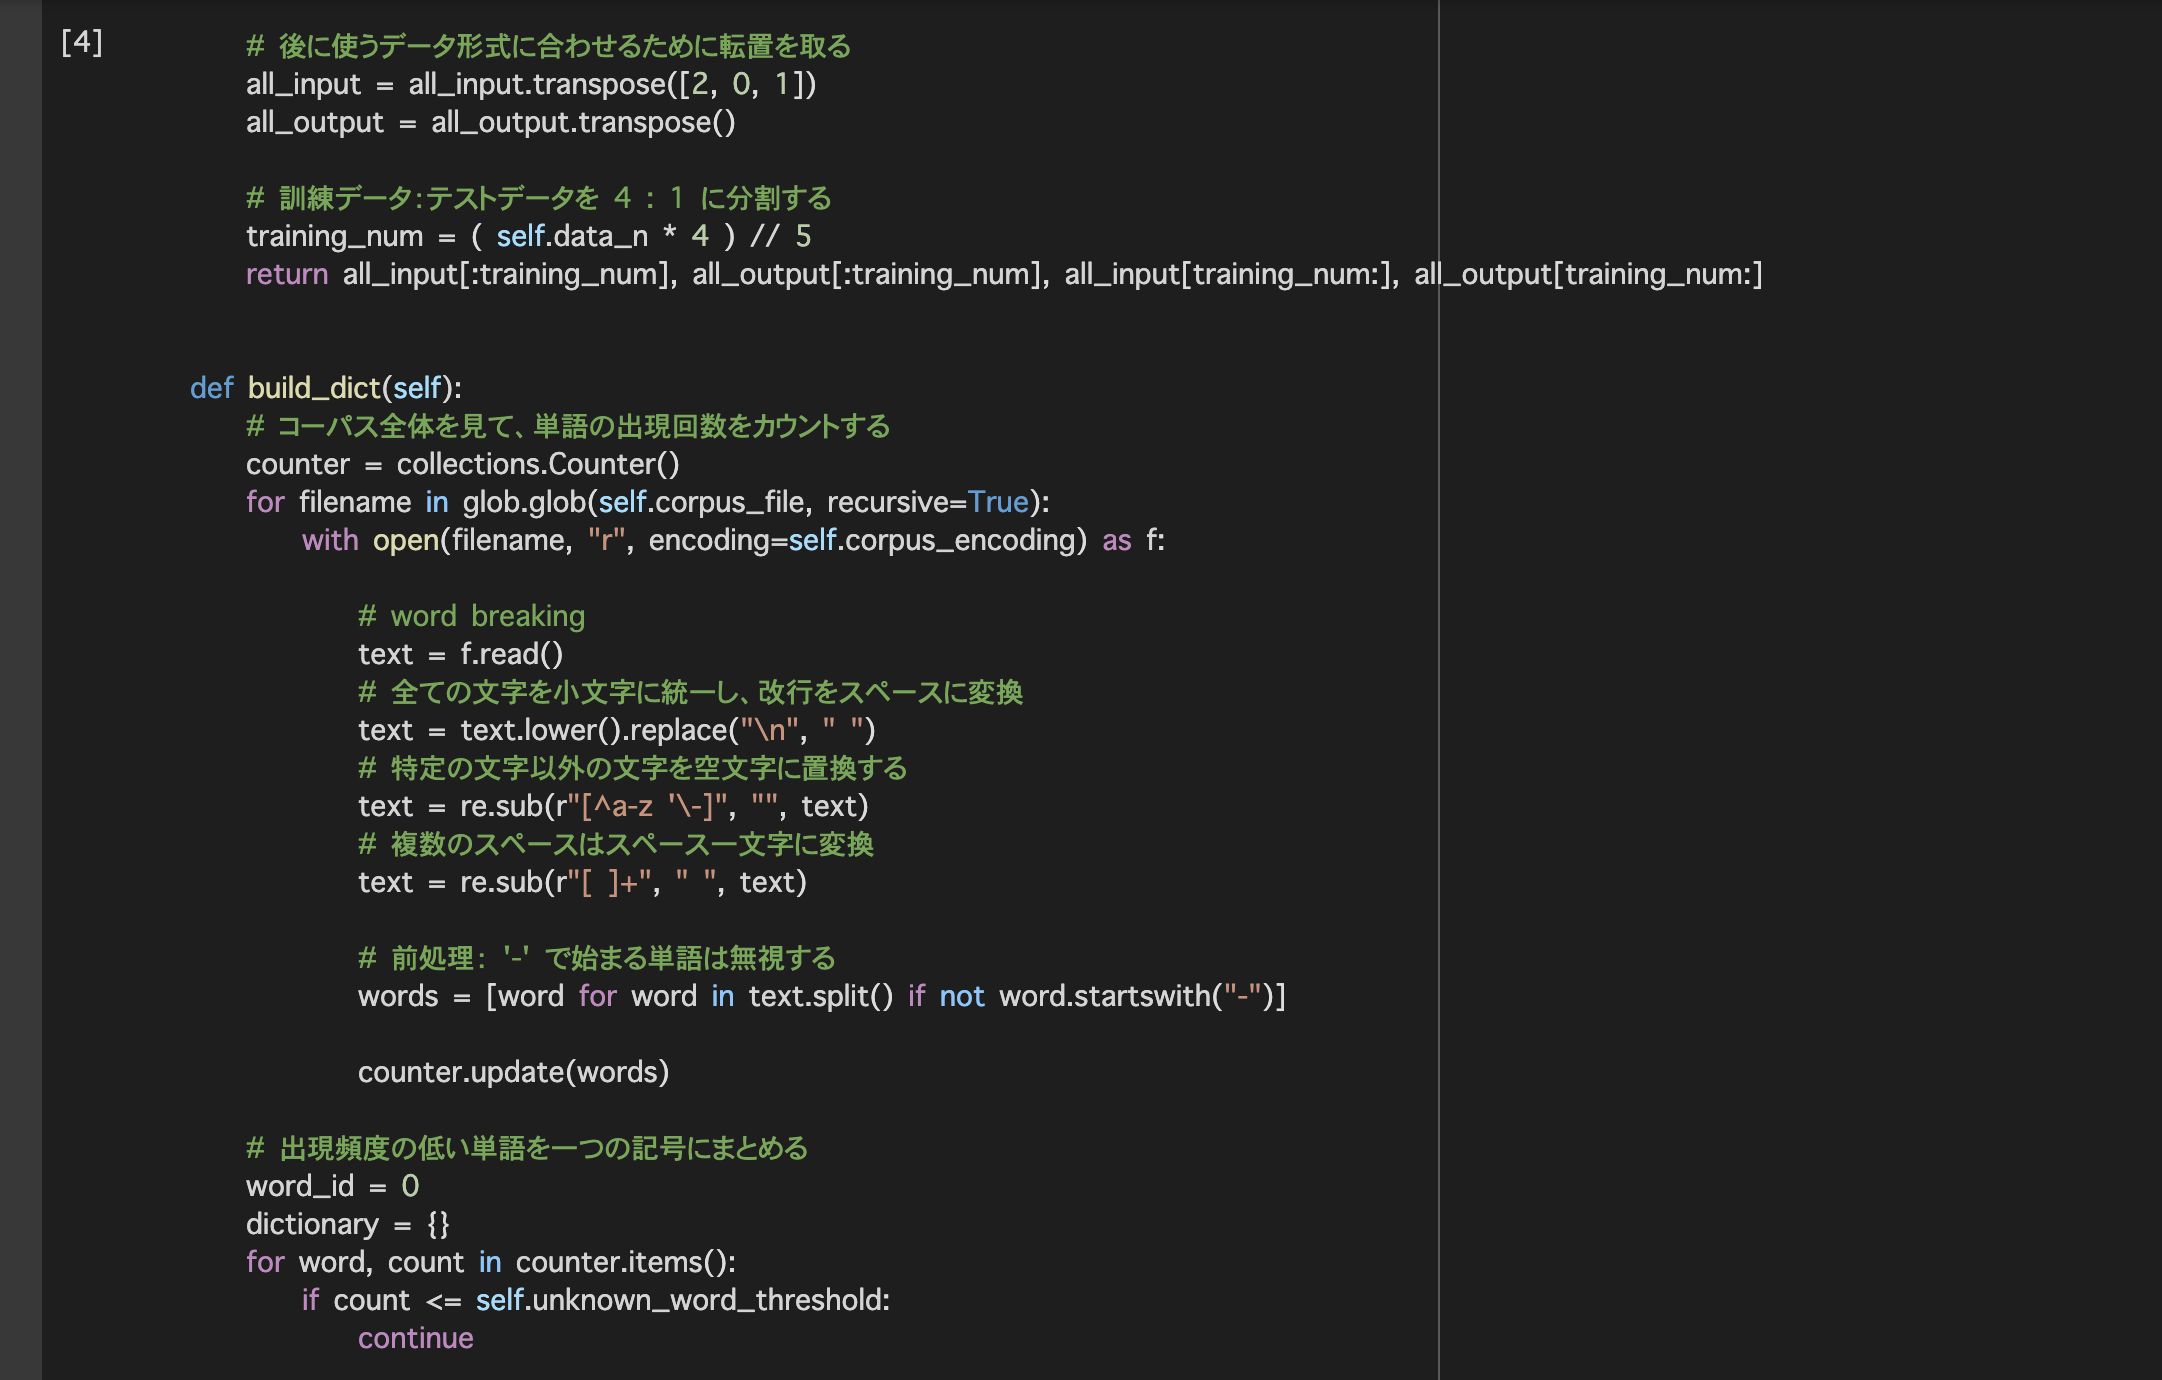 [4]
# 後に使うデータ形式に合わせるために転置を取る
all_input = all_input.transpose([2, 0, 1])
all_output = all_output.transpose()
# 訓練データ:テストデータを 4 : 1 に分割する
training_num = ( self.data_n * 4 ) // 5
return all_input[:training_num], all_output[:training_num], all_input[training_num:], all_output[training_num:]
def build_dict(self):
# コーパス全体を見て、単語の出現回数をカウントする
counter = collections.Counter()
for filename in glob.glob(self.corpus_file, recursive=True):
with open(filename, "r", encoding=self.corpus_encoding) as f:
# word breaking
text = f.read()
# 全ての文字を小文字に統一し、改行をスペースに変換
text = text.lower().replace("\n", " ")
# 特定の文字以外の文字を空文字に置換する
text = re.sub(r"[^a-z '\-]", "", text)
# 複数のスペースはスペース一文字に変換
text = re.sub(r"[ ]+", " ", text)
# 前処理: '-' で始まる単語は無視する
words = [word for word in text.split() if not word.startswith("-")]
counter.update(words)
# 出現頻度の低い単語を一つの記号にまとめる
word_id = 0
dictionary = {}
for word, count in counter.items():
if count <= self.unknown_word_threshold:
continue